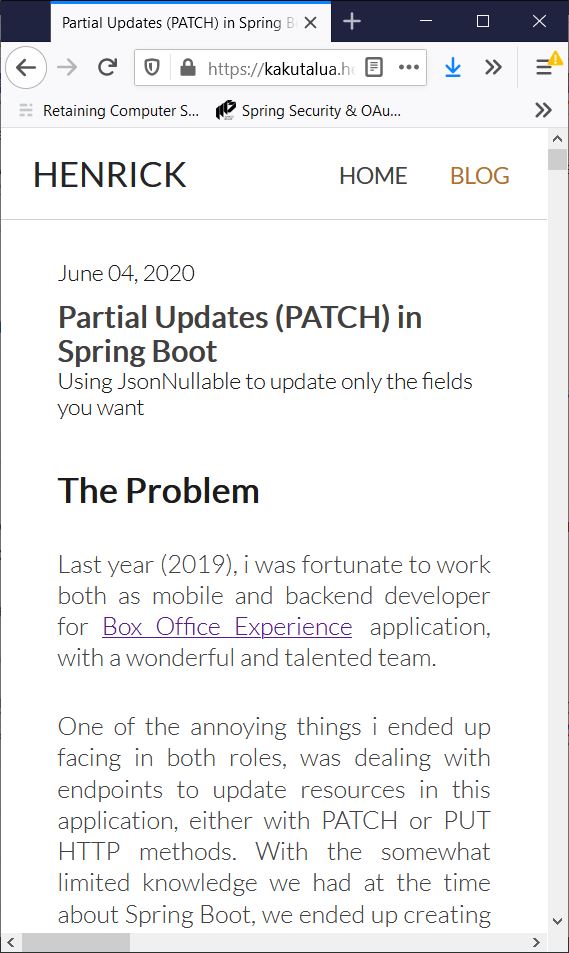 Partial Updates (PATCH) in Spring
https://kakutalua.h
Retaining Computer S...
Spring Security & OAu...
HENRICK
HOME
BLOG
June 04, 2020
Partial Updates (PATCH) in
Spring Boot
Using JsonNullable to update only the fields
you want
The Problem
Last year (2019), i was fortunate to work
both as mobile and backend developer
for Box Office Experience application,
with a wonderful and talented team.
One of the annoying things i ended up
facing in both roles, was dealing with
endpoints to update resources in this
application, either with PATCH or PUT
HTTP methods. With the somewhat
limited knowledge we had at the time
about Spring Boot, we ended up creating